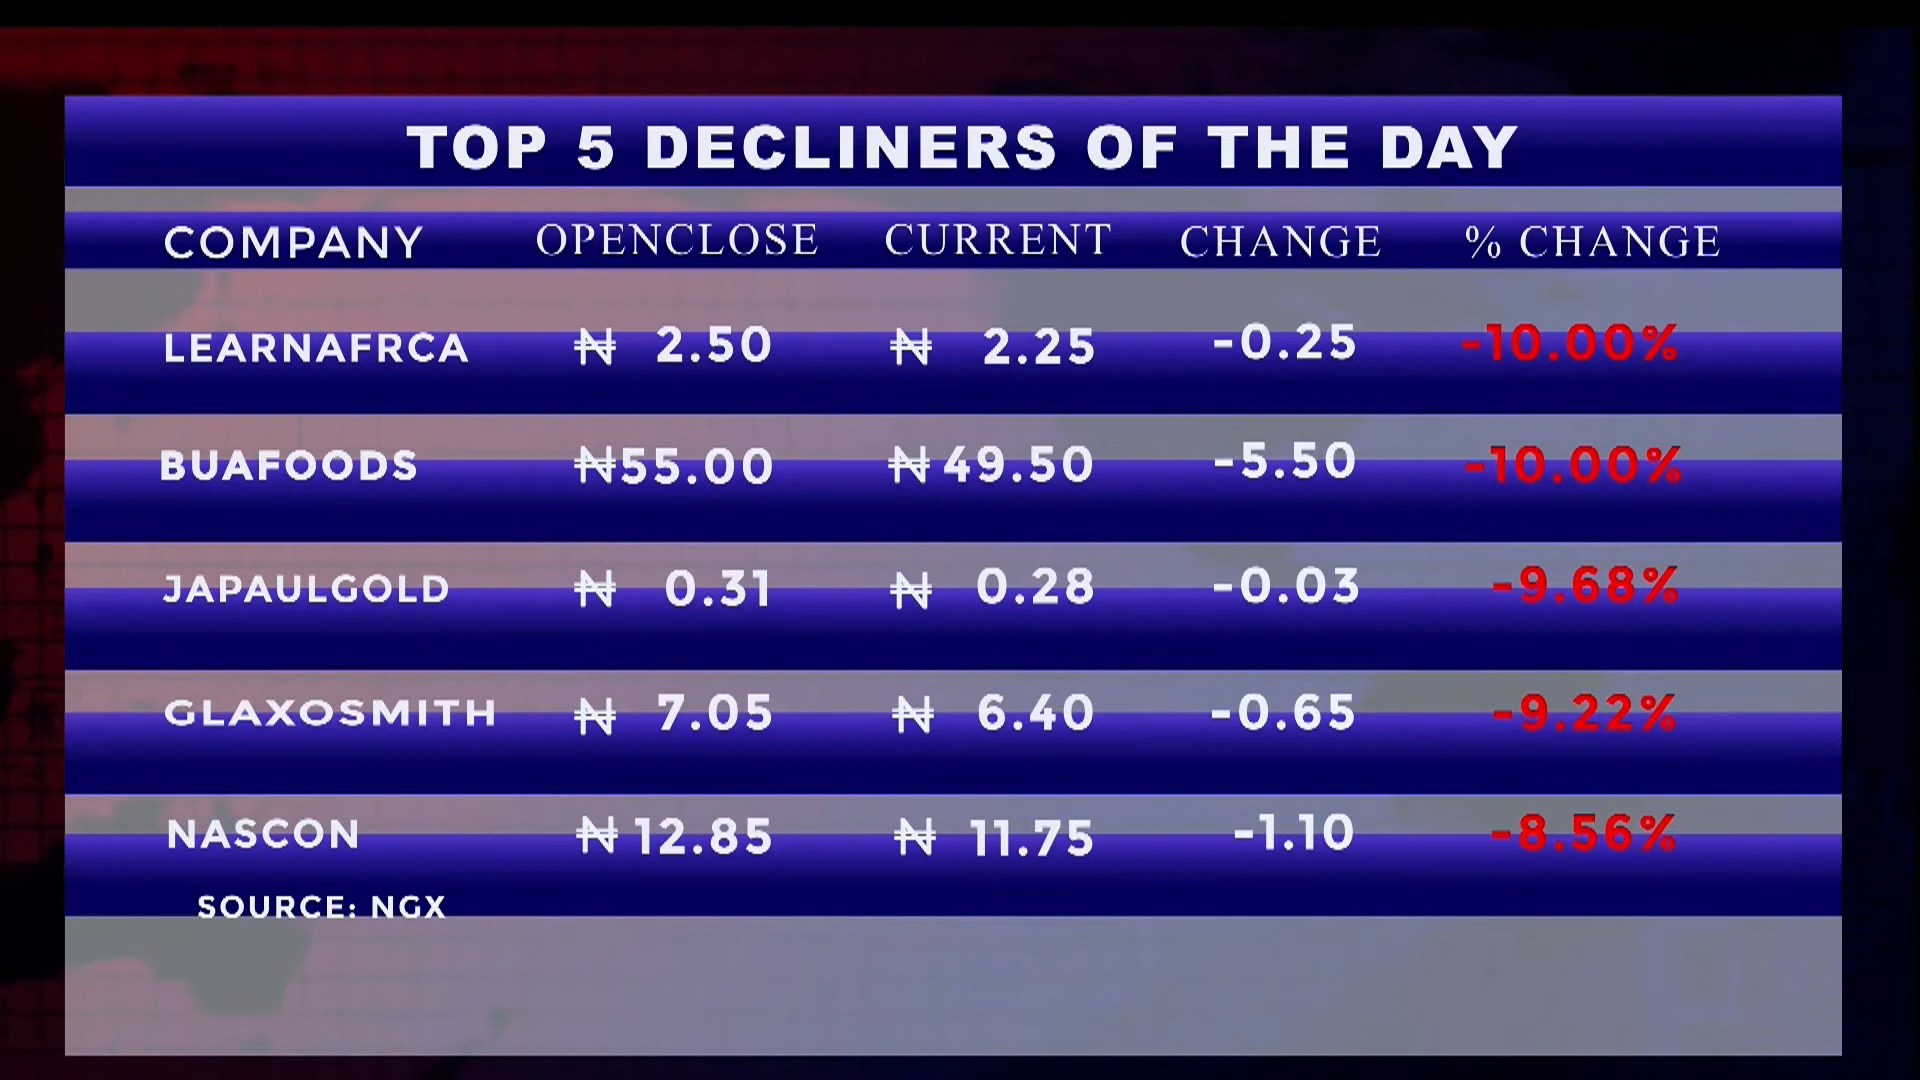 TOP 5 DECLINERS OF THE DAY
COMPANY OPENCLOSE CURRENT CHANGE % CHANGE
LEARNAFRCA ₦ 2.50 ₦ 2.25 -0.25 -10.00%
BUAFOODS ₦55.00 ₦ 49.50 -5.50 -10.00%
JAPAULGOLD ₦ 0.31 ₦ 0.28 -0.03 -9.68%
GLAXOSMITH ₦ 7.05 ₦ 6.40 -0.65 -9.22%
NASCON ₦ 12.85 ₦ 11.75 -1.10 -8.56%
SOURCE: NGX